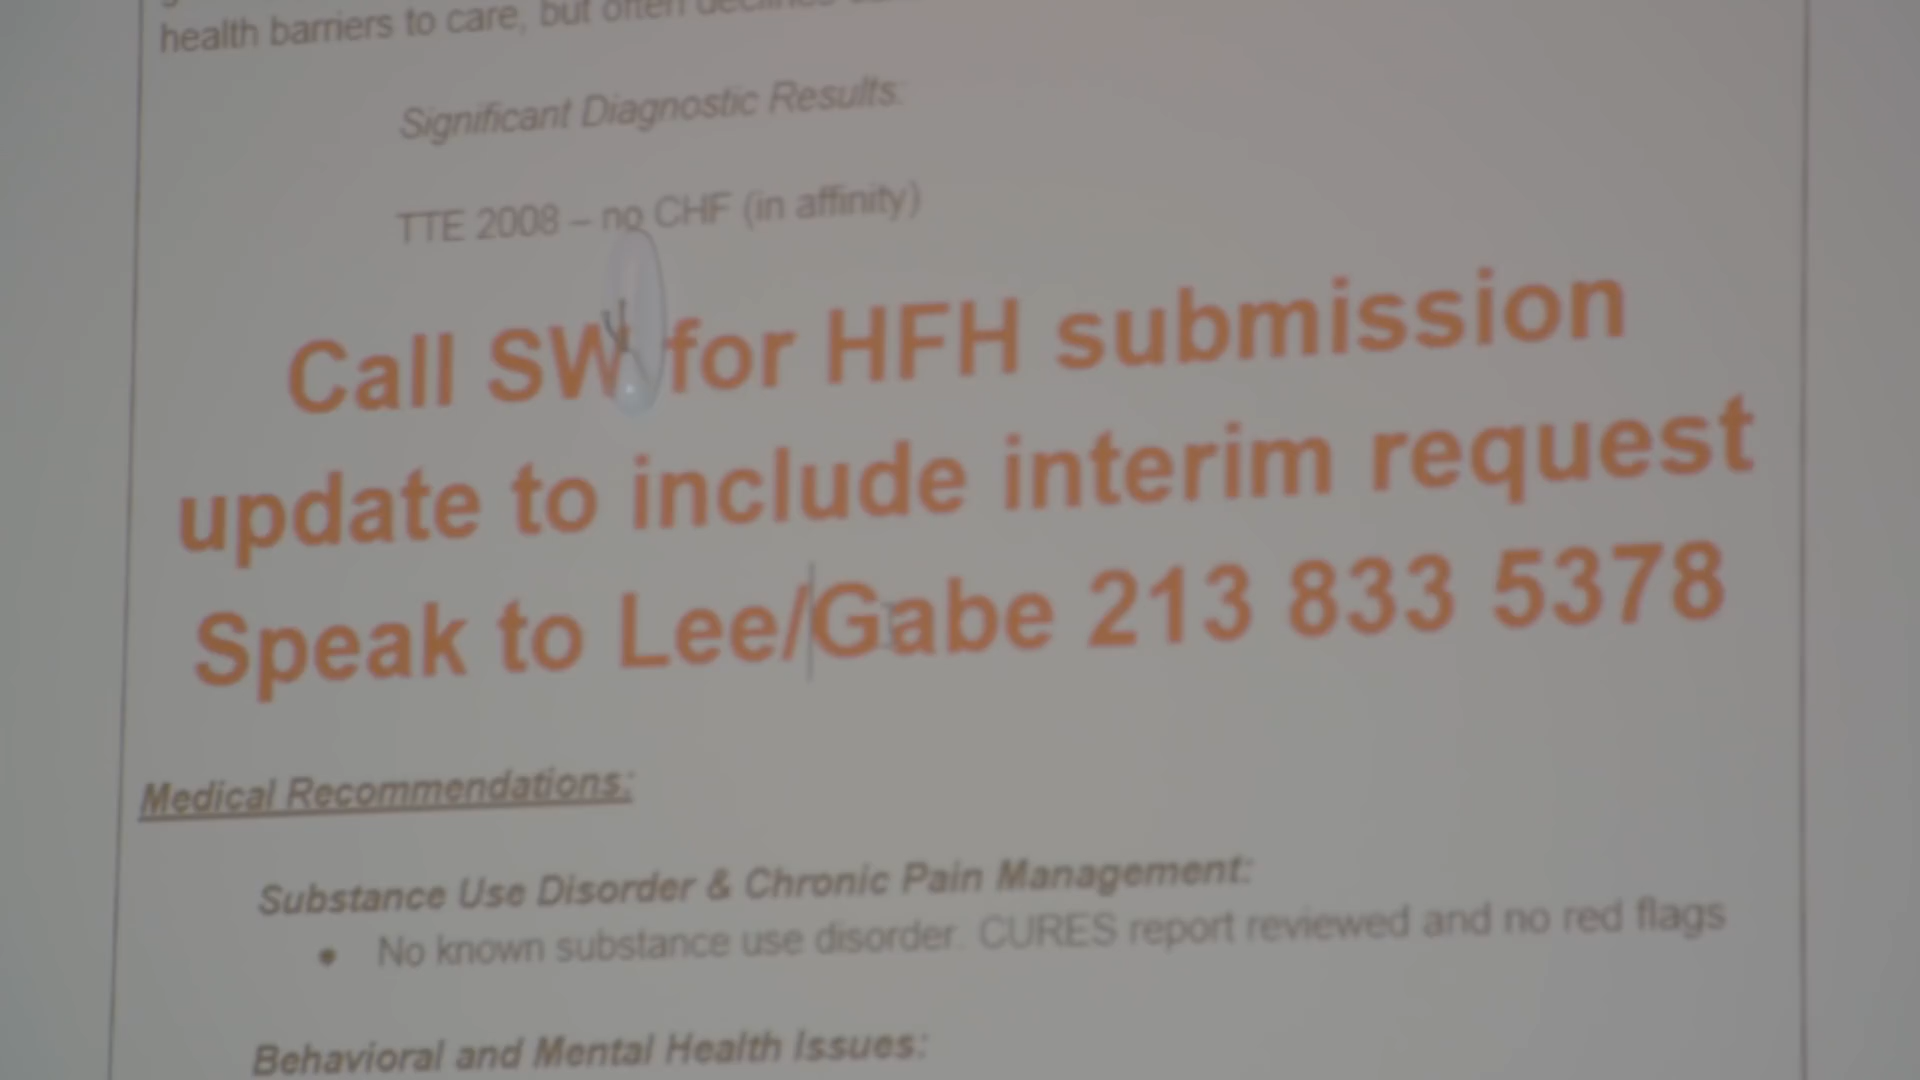 health barriers to care, but often declines
Significant Diagnostic Results:
TTE 2008 – no CHF (in affinity)
Call SW for HFH submission
update to include interim request
Speak to Lee/Gabe 213 833 5378
Medical Recommendations:
Substance Use Disorder & Chronic Pain Management:
• No known substance use disorder. CURES report reviewed and no red flags
Behavioral and Mental Health Issues: